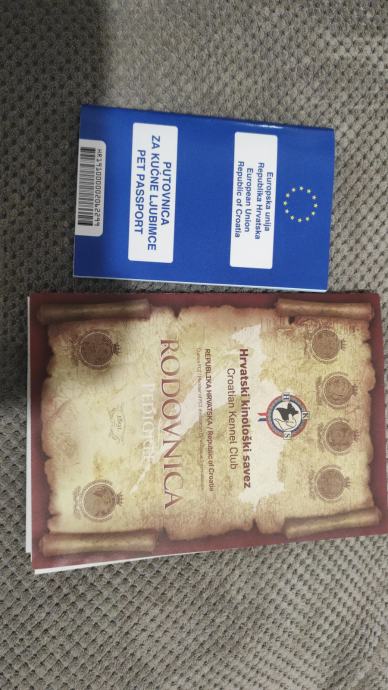 Europska unija
Republika Hrvatska
European Union
Republic of Croatia
PUTOVNICA
ZA KUĆNE LJUBIMCE
PET PASSPORT
Hrvatski kinološki savez
Croatian Kennel Club
H K S
REPUBLIKA HRVATSKA / Republic of Croatia
RODOVNICA
PEDIGREE